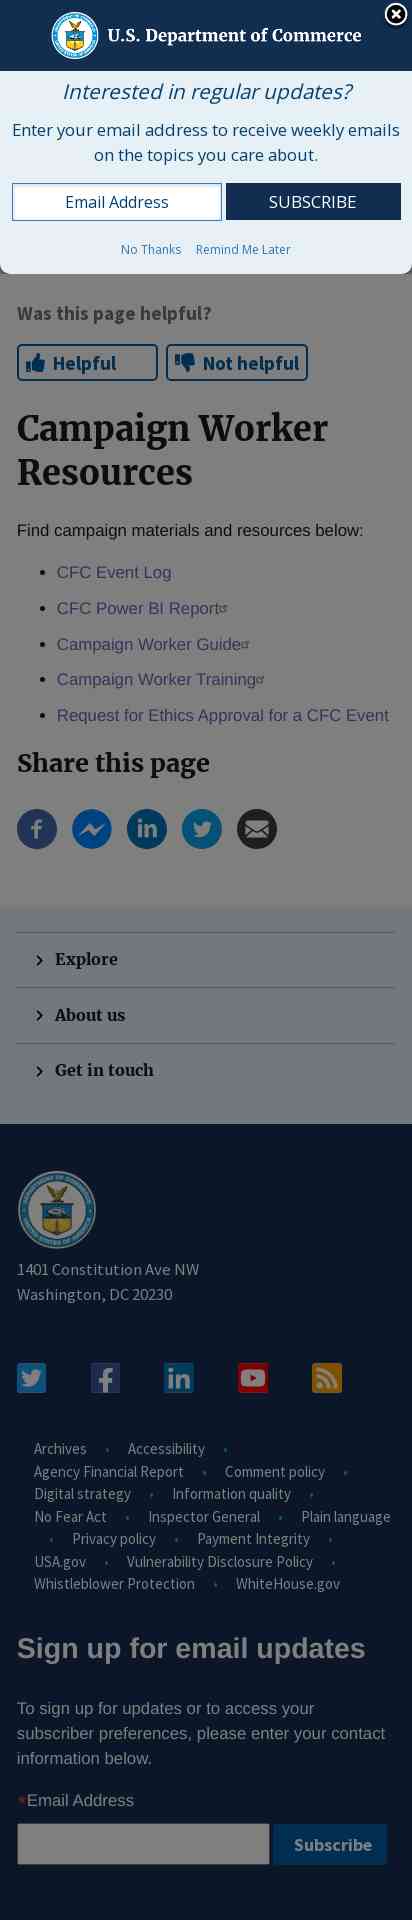 U.S. Department of Commerce
Interested in regular updates?
Enter your email address to receive weekly emails
on the topics you care about.
Email Address SUBSCRIBE
No Thanks Remind Me Later
Was this page helpful?
Helpful Not helpful
Campaign Worker
Resources
Find campaign materials and resources below:
• CFC Event Log
• CFC Power BI Report
• Campaign Worker Guide
• Campaign Worker Training
• Request for Ethics Approval for a CFC Event
Share this page
Explore
About us
Get in touch
1401 Constitution Ave NW
Washington, DC 20230
Archives • Accessibility •
Agency Financial Report • Comment policy •
Digital strategy • Information quality •
No Fear Act • Inspector General • Plain language
• Privacy policy • Payment Integrity •
USA.gov • Vulnerability Disclosure Policy •
Whistleblower Protection • WhiteHouse.gov
Sign up for email updates
To sign up for updates or to access your
subscriber preferences, please enter your contact
information below.
*Email Address
Subscribe